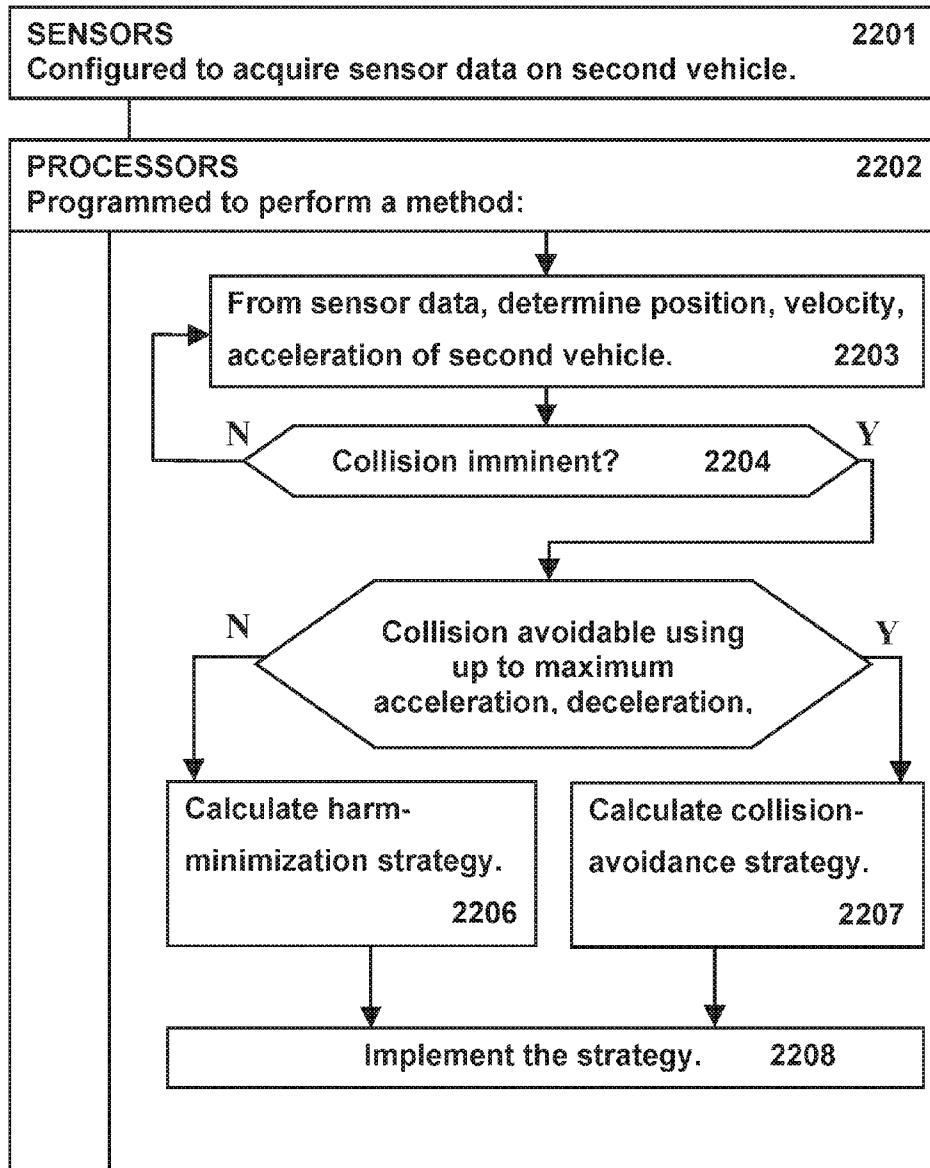 SENSORS 2201
Configured to acquire sensor data on second vehicle.
PROCESSORS 2202
Programmed to perform a method:
From sensor data, determine position, velocity,
acceleration of second vehicle. 2203
N
Y
Collision imminent? 2204
N
Y
Collision avoidable using
up to maximum
acceleration, deceleration,
Calculate harm-
minimization strategy.
2206
Calculate collision-
avoidance strategy.
2207
Implement the strategy. 2208